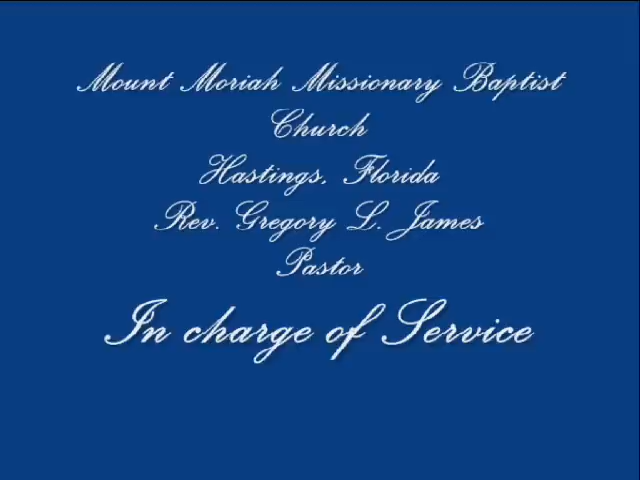 Mount Moriah Missionary Baptist
Church
Hastings, Florida
Rev. Gregory L. James
Pastor
In charge of Service